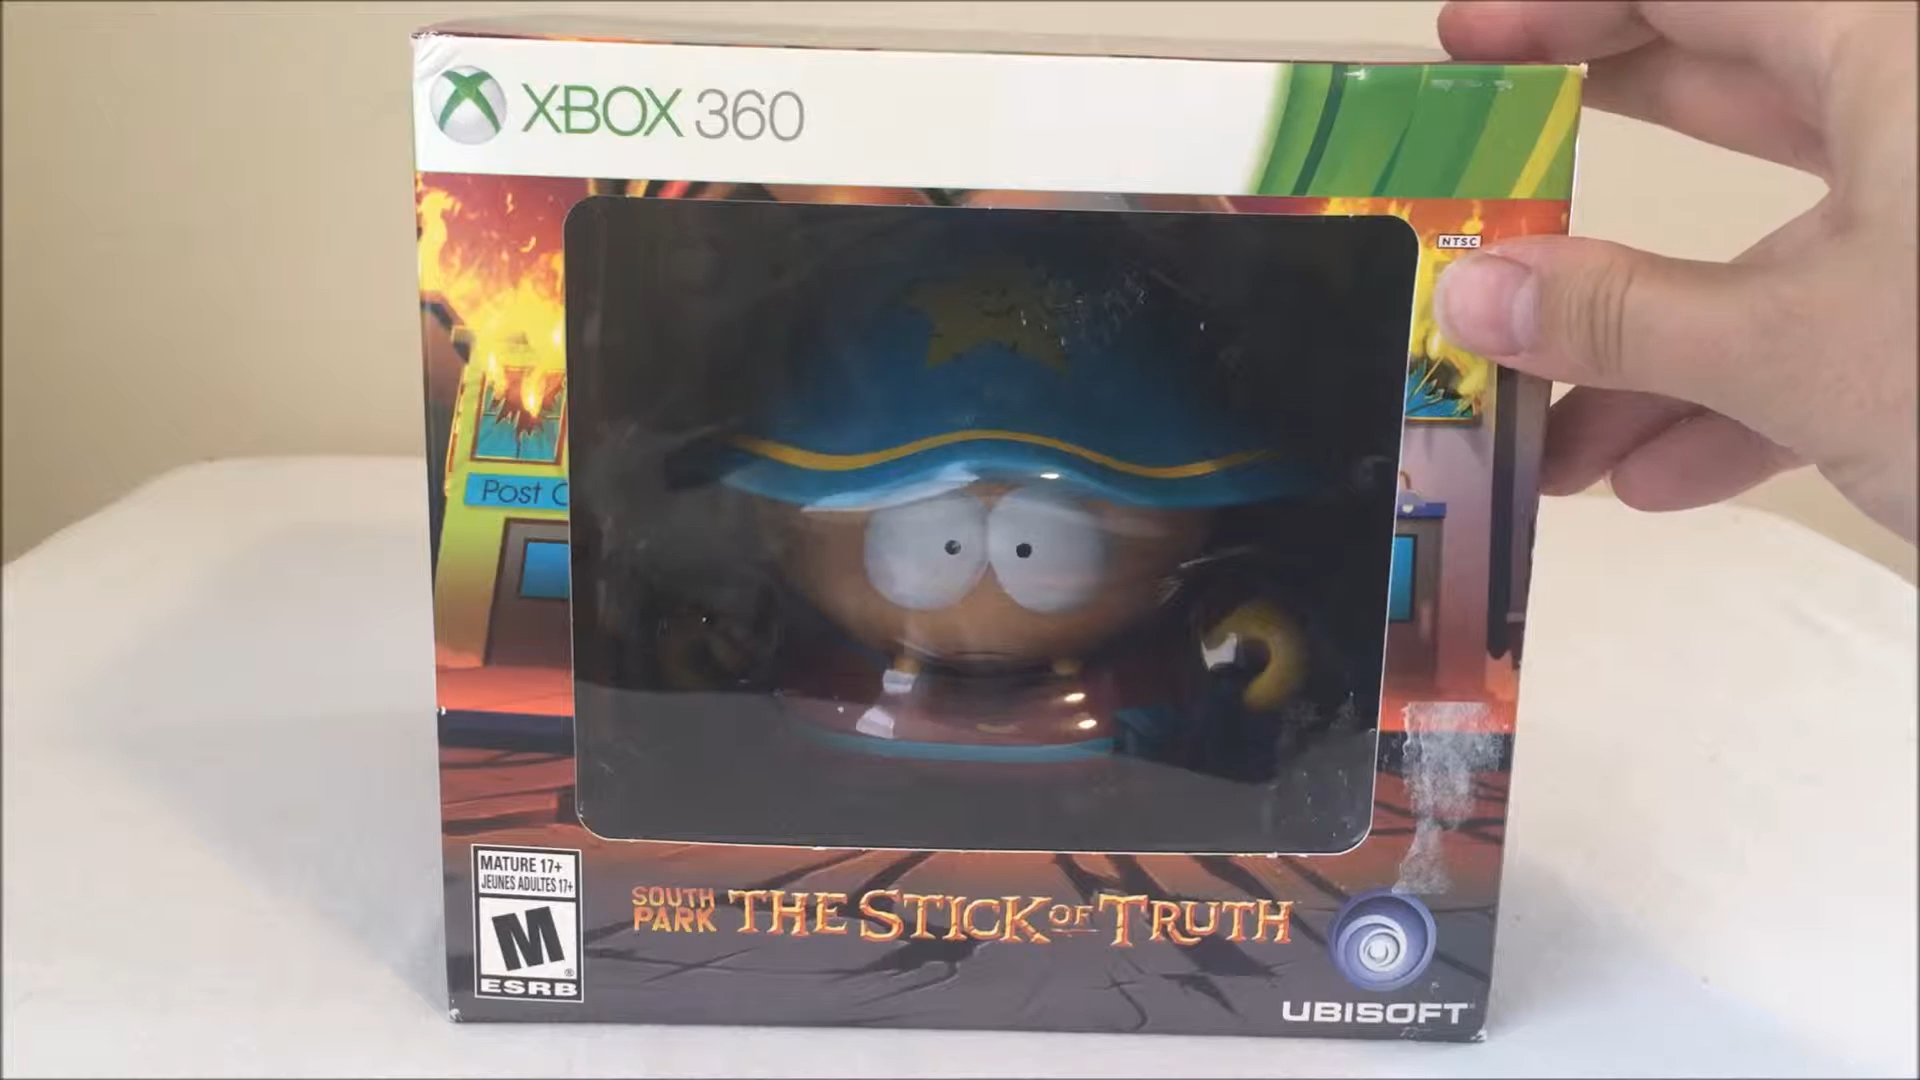 XBOX 360
NTSC
Post
MATURE 17+
JEUNES ADULTES 17+
M
ESRB
SOUTH PARK THE STICK OF TRUTH
UBISOFT